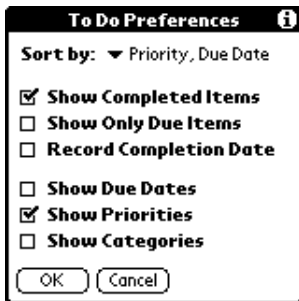 To Do Preferences i
Sort by: Priority, Due Date
Show Completed Items
Show Only Due Items
Record Completion Date
Show Due Dates
Show Priorities
Show Categories
OK Cancel